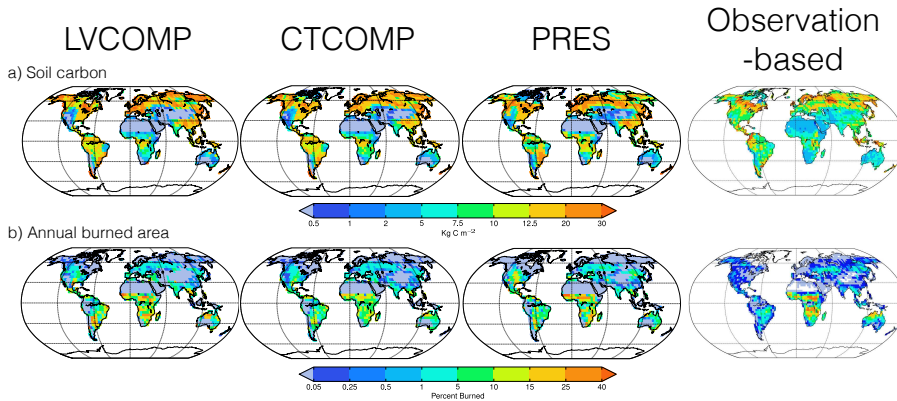 LVCOMP CTCOMP PRES Observation
-based
a) Soil carbon
0.5 1 2 5 7.5 10 12.5 20 30
Kg C m⁻²
b) Annual burned area
0.05 0.25 0.5 1 5 10 15 25 40
Percent Burned